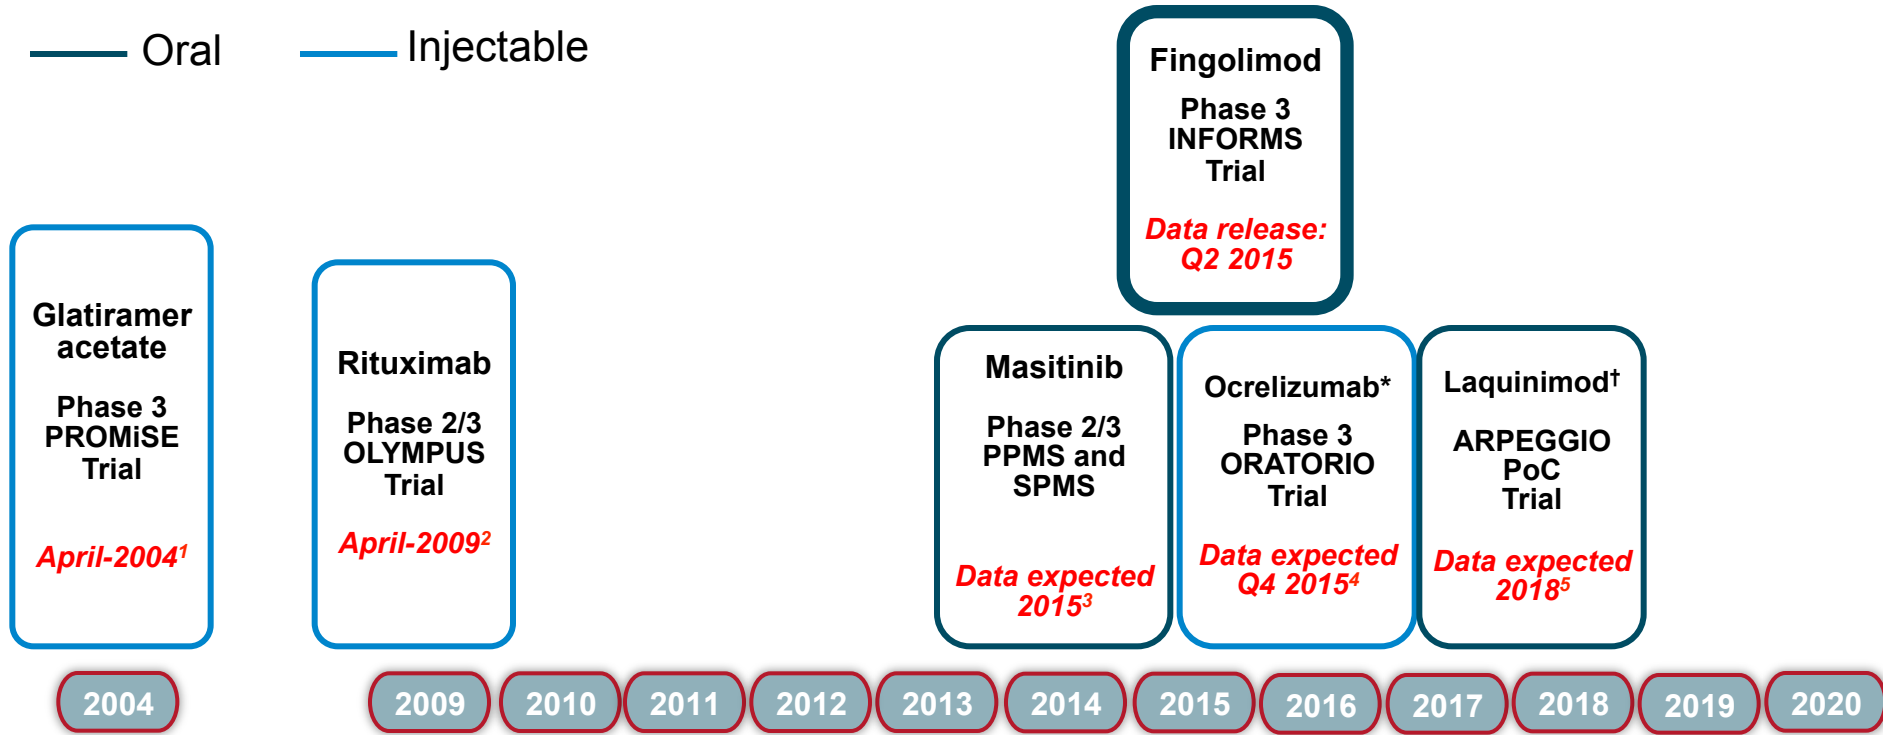 Oral
Injectable
Fingolimod
Phase 3
INFORMS
Trial
Data release:
Q2 2015
Glatiramer
acetate
Phase 3
PROMiSE
Trial
April-2004¹
Rituximab
Phase 2/3
OLYMPUS
Trial
April-2009²
Masitinib
Phase 2/3
PPMS and
SPMS
Data expected
2015³
Ocrelizumab*
Phase 3
ORATORIO
Trial
Data expected
Q4 2015⁴
Laquinimod†
ARPEGGIO
PoC
Trial
Data expected
2018⁵
2004
2009
2010
2011
2012
2013
2014
2015
2016
2017
2018
2019
2020